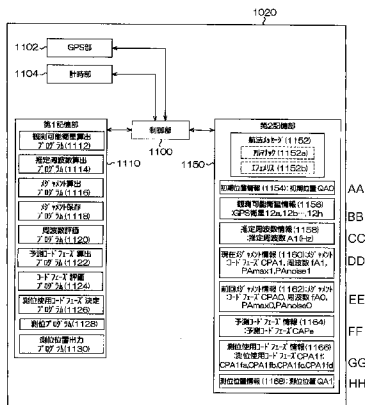 1020
1102
GPS部
1104
計時部
制御部
1100
第1記憶部
1110
観測可能衛星算出
プログラム(1112)
推定周波数算出
プログラム(1114)
メジャメント算出
プログラム(1116)
メジャメント保存
プログラム(1118)
周波数評価
プログラム(1120)
予測コードフェーズ算出
プログラム(1122)
コードフェーズ評価
プログラム(1124)
測位使用コードフェーズ決定
プログラム(1126)
測位プログラム(1128)
測位位置出力
プログラム(1130)
第2記憶部
1150
航法メッセージ(1152)
アルマナック(1152a)
エフェメリス(1152b)
初期位置情報(1154):初期位置QA0
AA
観測可能衛星情報(1156)
:GPS衛星12a,12b…12h
BB
推定周波数情報(1158)
:推定周波数A1(Hz)
CC
現在メジャメント情報(1160):メジャメント
コードフェーズCPA1,周波数fA1,
PAmax1,PAnoise1
DD
前回メジャメント情報(1162):メジャメント
コードフェーズCPA0,周波数fA0,
PAmax0,PAnoise0
EE
予測コードフェーズ情報(1164)
:予測コードフェーズCAPe
FF
測位使用コードフェーズ情報(1166)
:測位使用コードフェーズCPA1f:
CPA1fa,CPA1fb,CPA1fc,CPA1fd
GG
測位位置情報(1168):測位位置QA1
HH